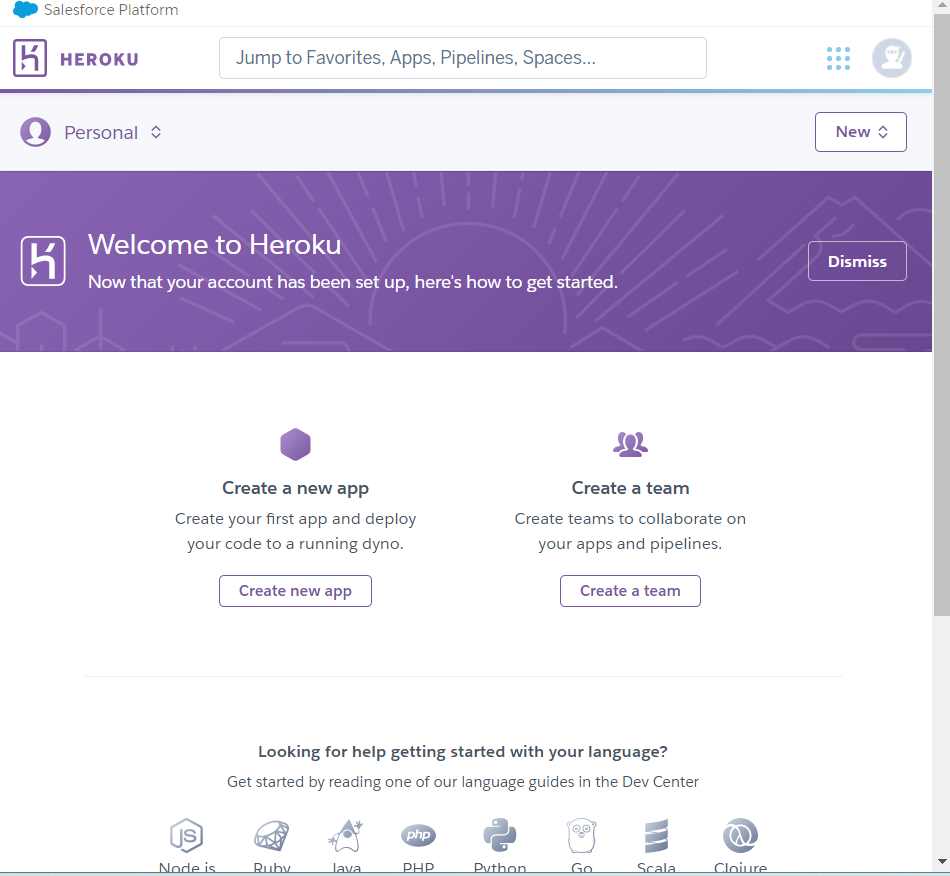 Salesforce Platform
HEROKU
Jump to Favorites, Apps, Pipelines, Spaces...
Personal
New
Welcome to Heroku
Now that your account has been set up, here's how to get started.
Dismiss
Create a new app
Create your first app and deploy
your code to a running dyno.
Create new app
Create a team
Create teams to collaborate on
your apps and pipelines.
Create a team
Looking for help getting started with your language?
Get started by reading one of our language guides in the Dev Center
JS
php
Node.js Ruby Java PHP Python Go Scala Clojure